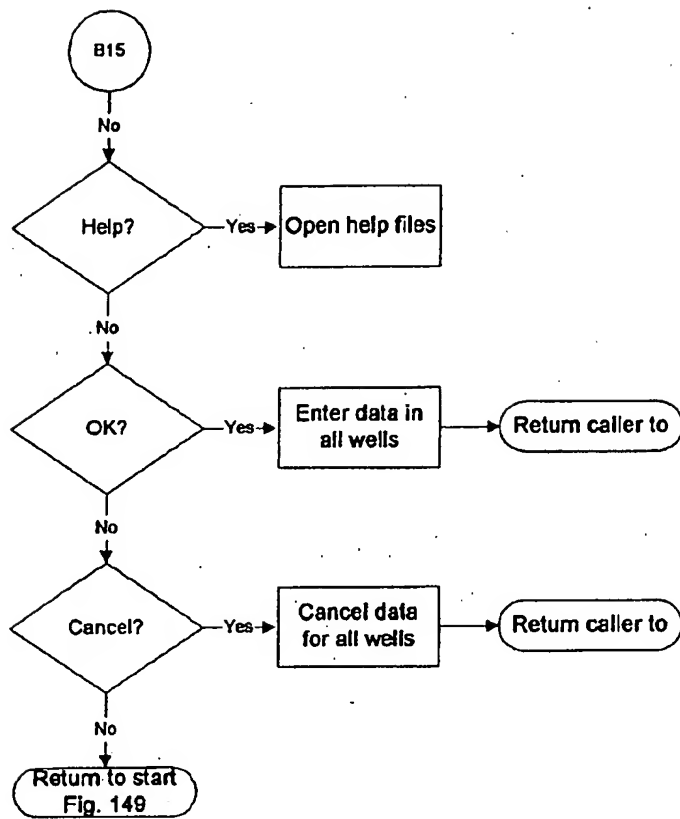 B15
No
Help?
Yes
Open help files
No
OK?
Yes
Enter data in
all wells
Return caller to
No
Cancel?
Yes
Cancel data
for all wells
Return caller to
No
Return to start
Fig. 149